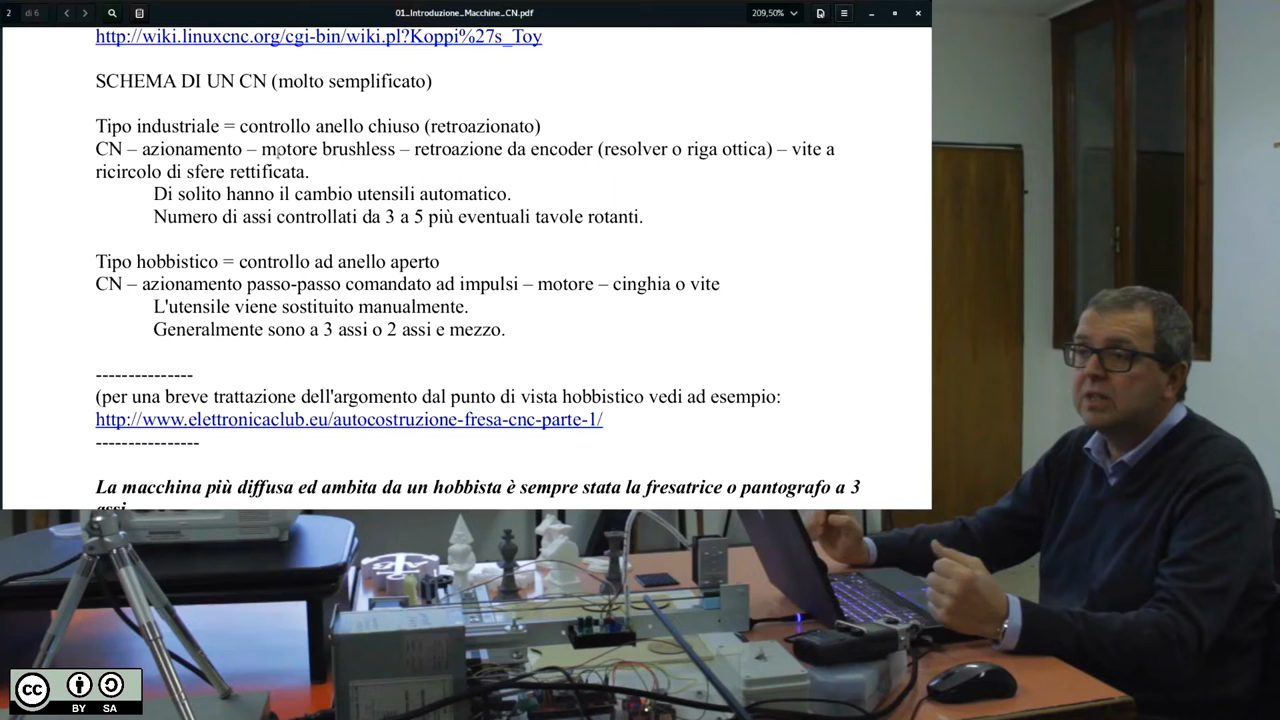 2 di 6
01_Introduzione_Macchine_CN.pdf
209,50%
http://wiki.linuxcnc.org/cgi-bin/wiki.pl?Koppi%27s_Toy
SCHEMA DI UN CN (molto semplificato)
Tipo industriale = controllo anello chiuso (retroazionato)
CN – azionamento – motore brushless – retroazione da encoder (resolver o riga ottica) – vite a
ricircolo di sfere rettificata.
Di solito hanno il cambio utensili automatico.
Numero di assi controllati da 3 a 5 più eventuali tavole rotanti.
Tipo hobbistico = controllo ad anello aperto
CN – azionamento passo-passo comandato ad impulsi – motore – cinghia o vite
L'utensile viene sostituito manualmente.
Generalmente sono a 3 assi o 2 assi e mezzo.
---------------
(per una breve trattazione dell'argomento dal punto di vista hobbistico vedi ad esempio:
http://www.elettronicaclub.eu/autocostruzione-fresa-cnc-parte-1/
----------------
La macchina più diffusa ed ambita da un hobbista è sempre stata la fresatrice o pantografo a 3
assi
cc
BY SA